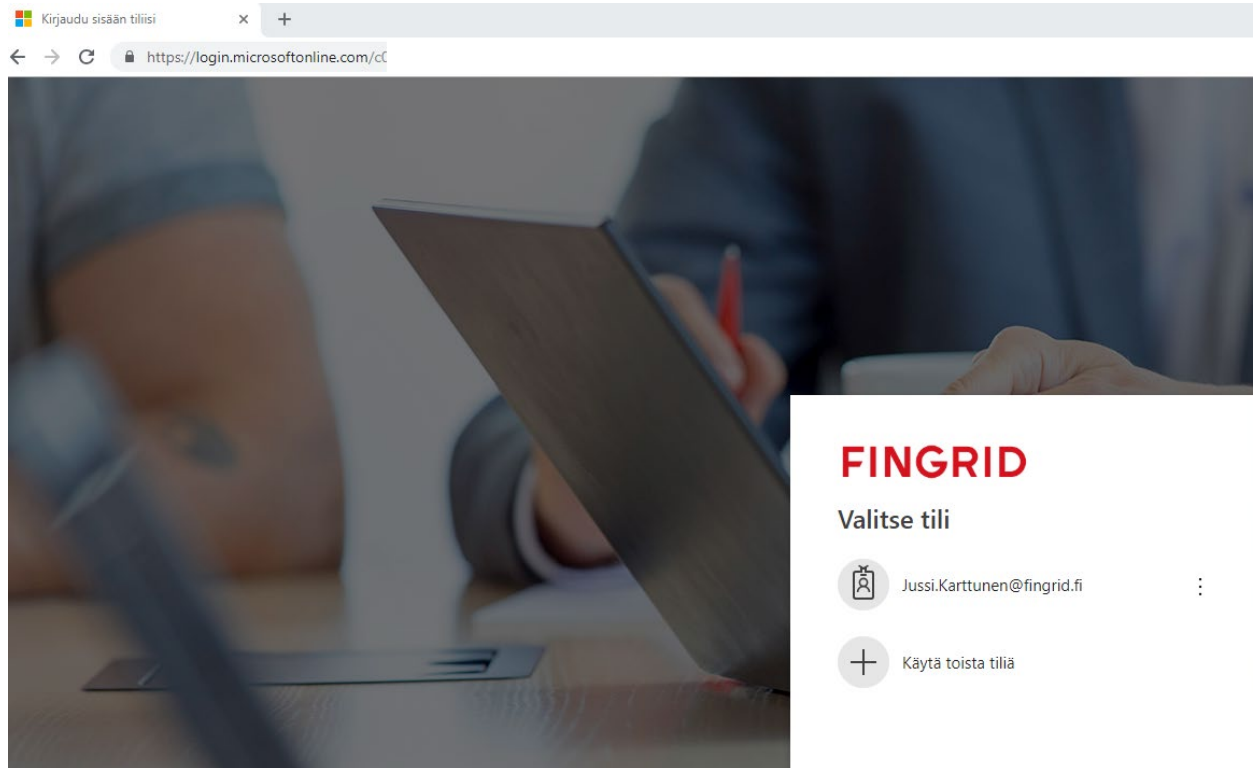 Kirjaudu sisään tiliisi
https://login.microsoftonline.com/c0
FINGRID
Valitse tili
Jussi.Karttunen@fingrid.fi
Käytä toista tiliä